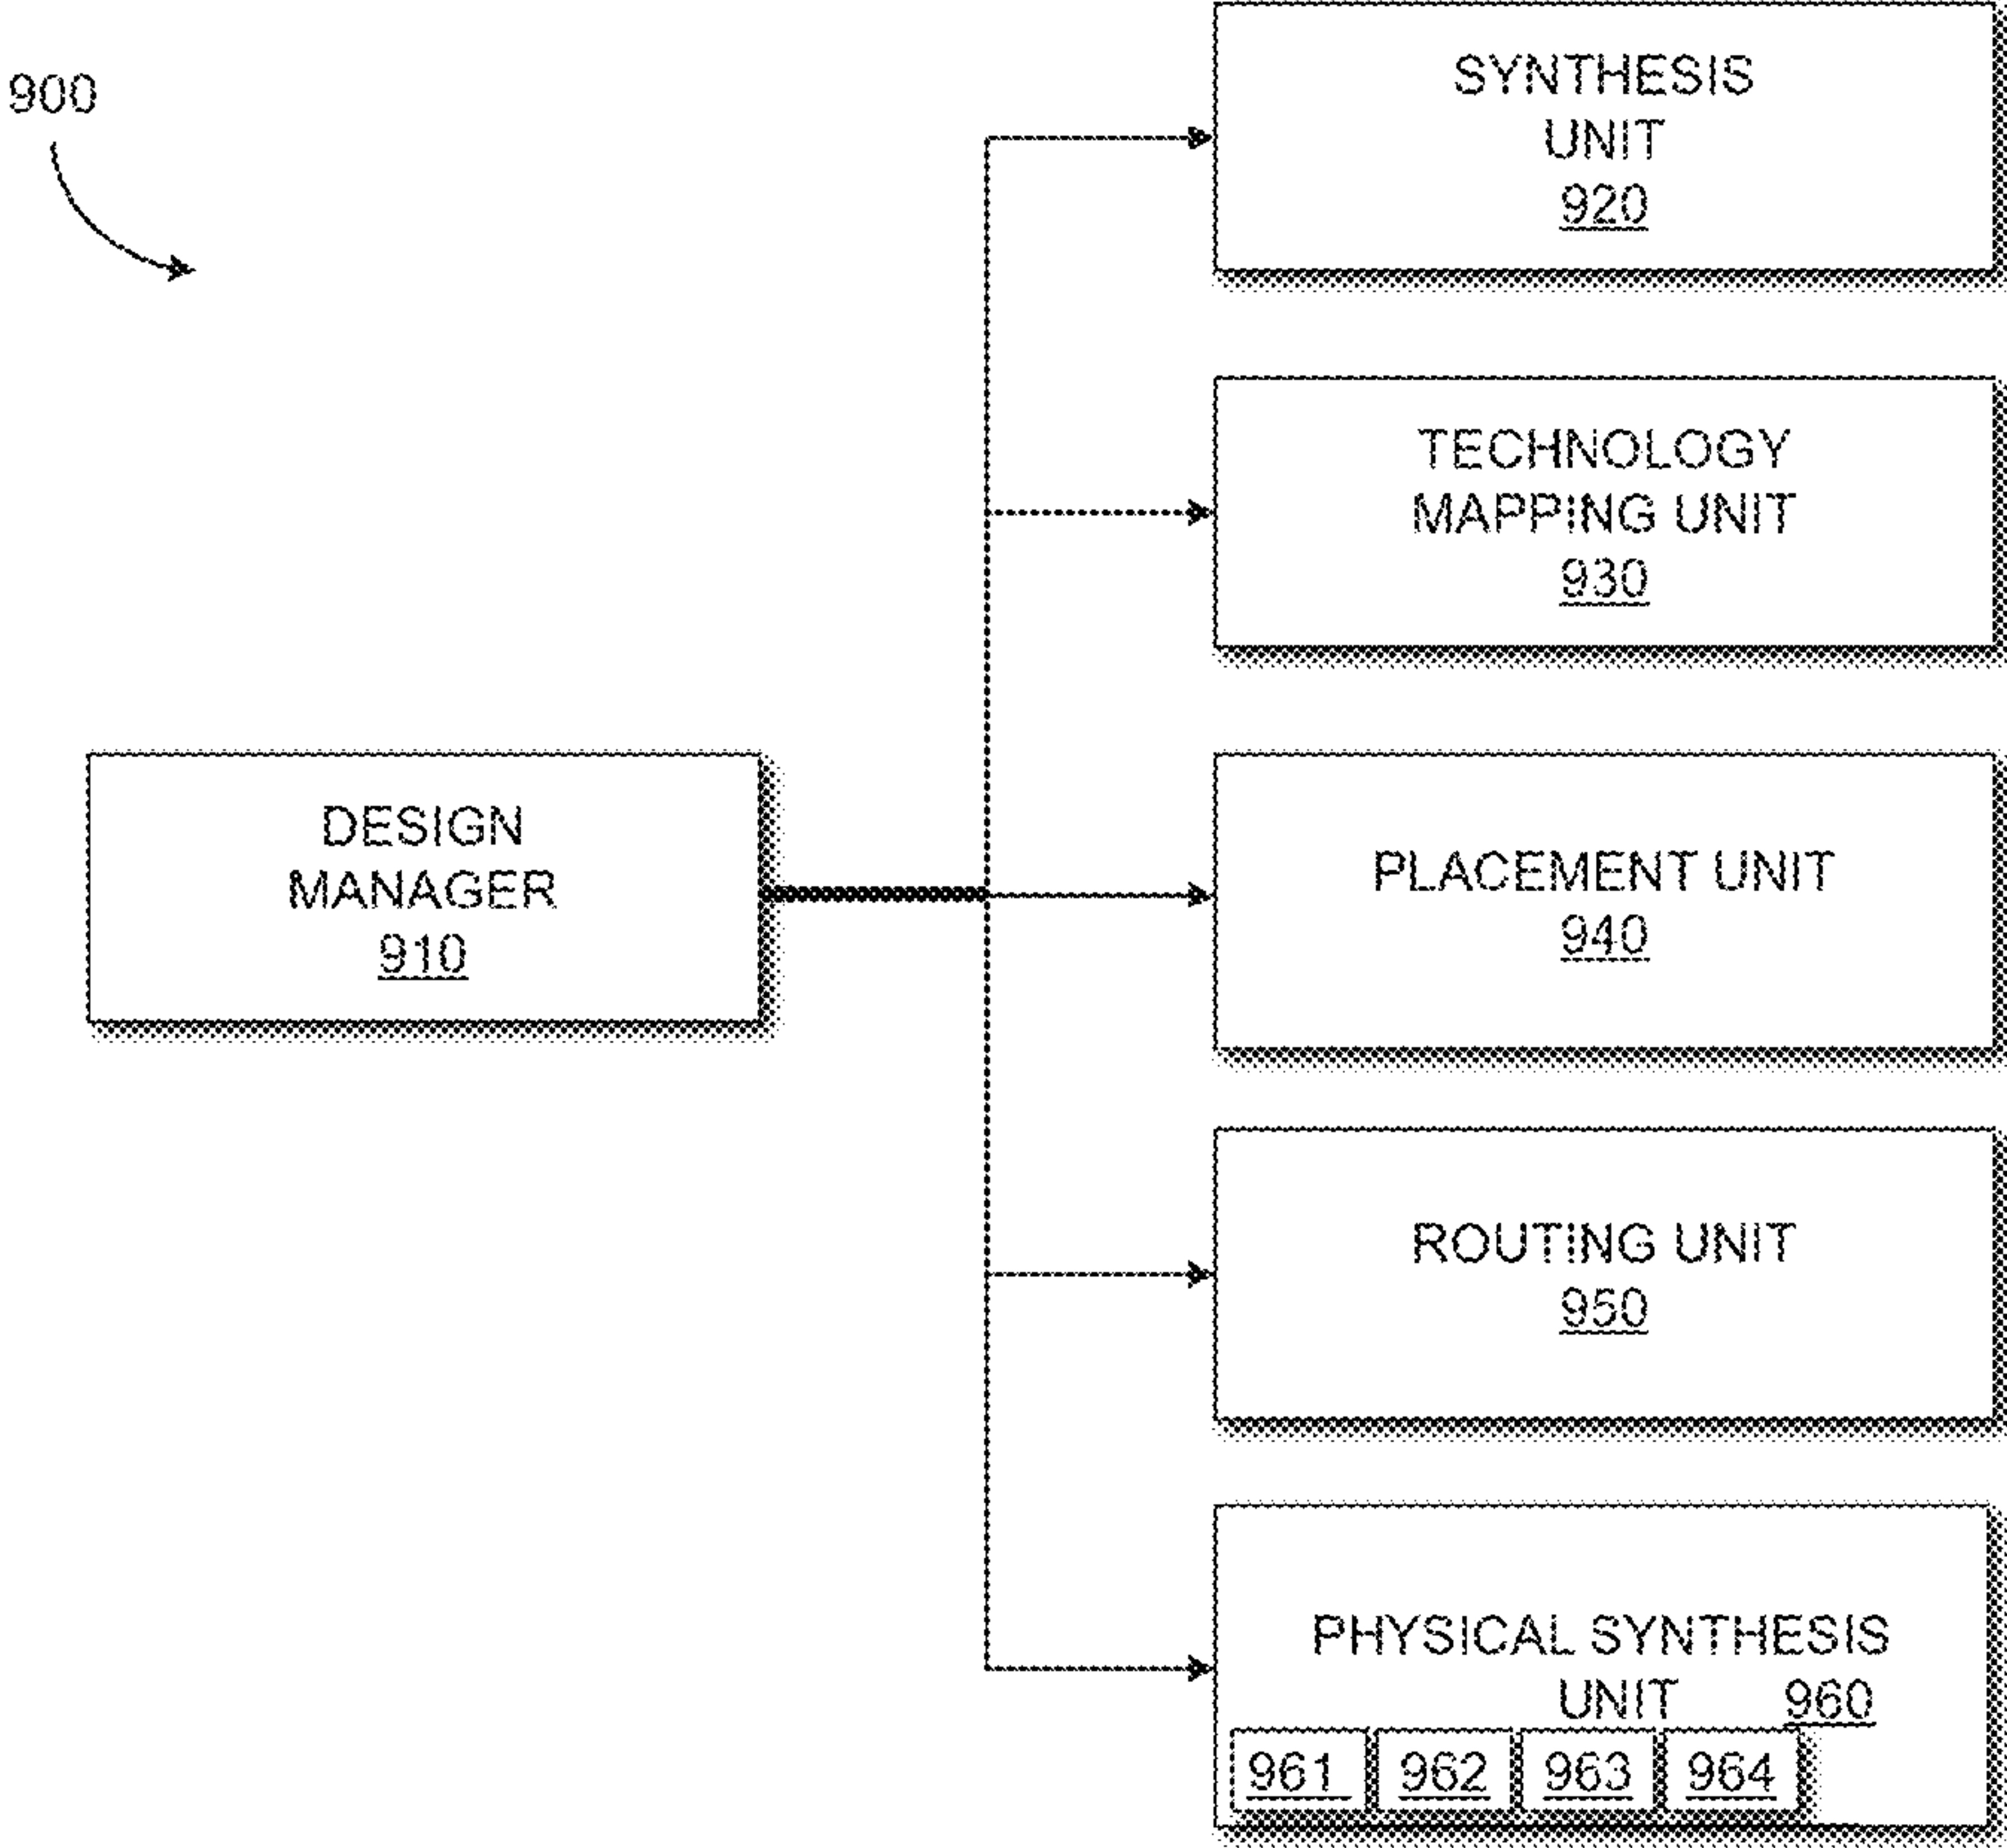 900
SYNTHESIS
UNIT
920
TECHNOLOGY
MAPPING UNIT
930
DESIGN
MANAGER
910
PLACEMENT UNIT
940
ROUTING UNIT
950
PHYSICAL SYNTHESIS
UNIT 960
961 962 963 964